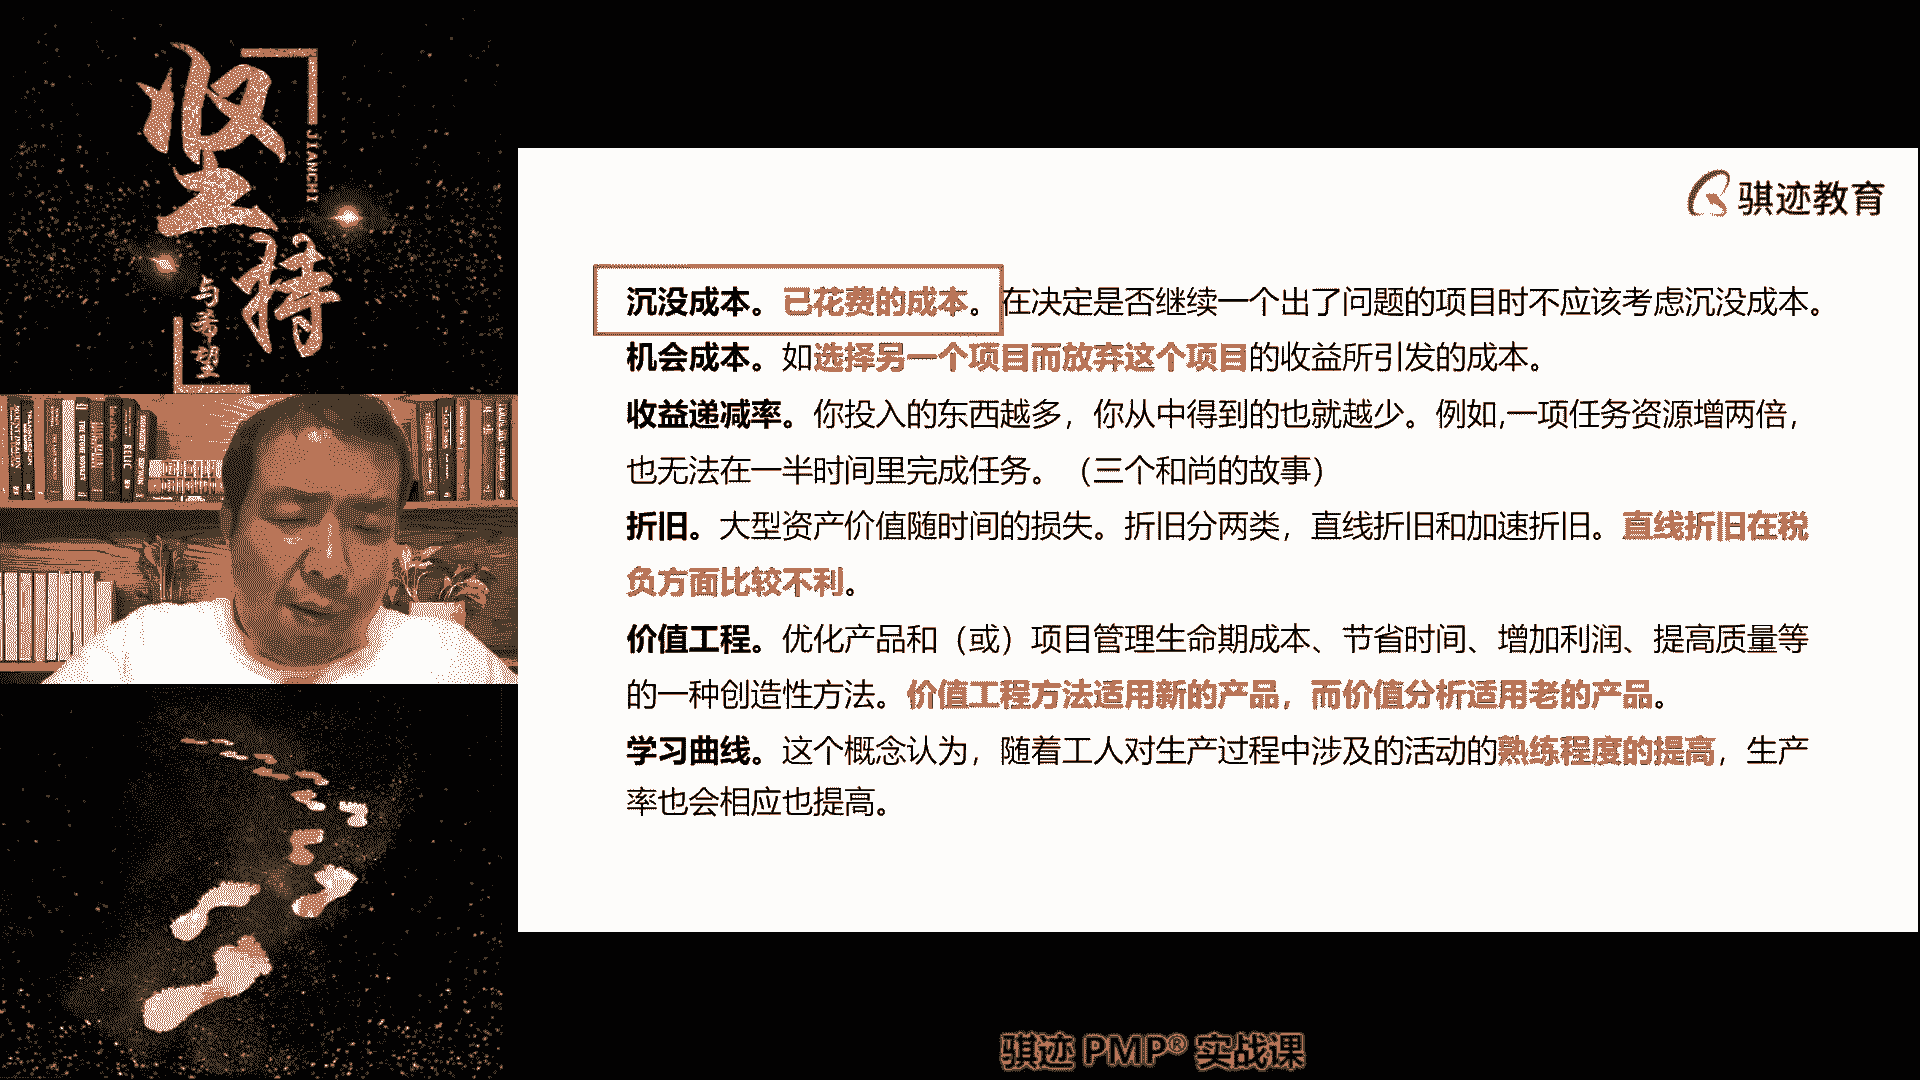 坚持
JIANCHI
与希望
骐迹教育
沉没成本。已花费的成本。在决定是否继续一个出了问题的项目时不应该考虑沉没成本。
机会成本。如选择另一个项目而放弃这个项目的收益所引发的成本。
收益递减率。你投入的东西越多，你从中得到的也就越少。例如,一项任务资源增两倍，
也无法在一半时间里完成任务。（三个和尚的故事）
折旧。大型资产价值随时间的损失。折旧分两类，直线折旧和加速折旧。直线折旧在税
负方面比较不利。
价值工程。优化产品和（或）项目管理生命期成本、节省时间、增加利润、提高质量等
的一种创造性方法。价值工程方法适用新的产品，而价值分析适用老的产品。
学习曲线。这个概念认为，随着工人对生产过程中涉及的活动的熟练程度的提高，生产
率也会相应也提高。
骐迹 PMP® 实战课